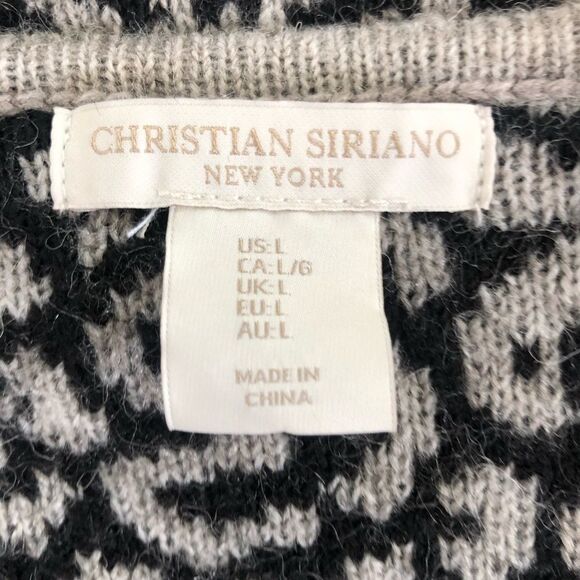 CHRISTIAN SIRIANO
NEW YORK
US: L
CA: L/G
UK: L
EU: L
AU: L
MADE IN
CHINA